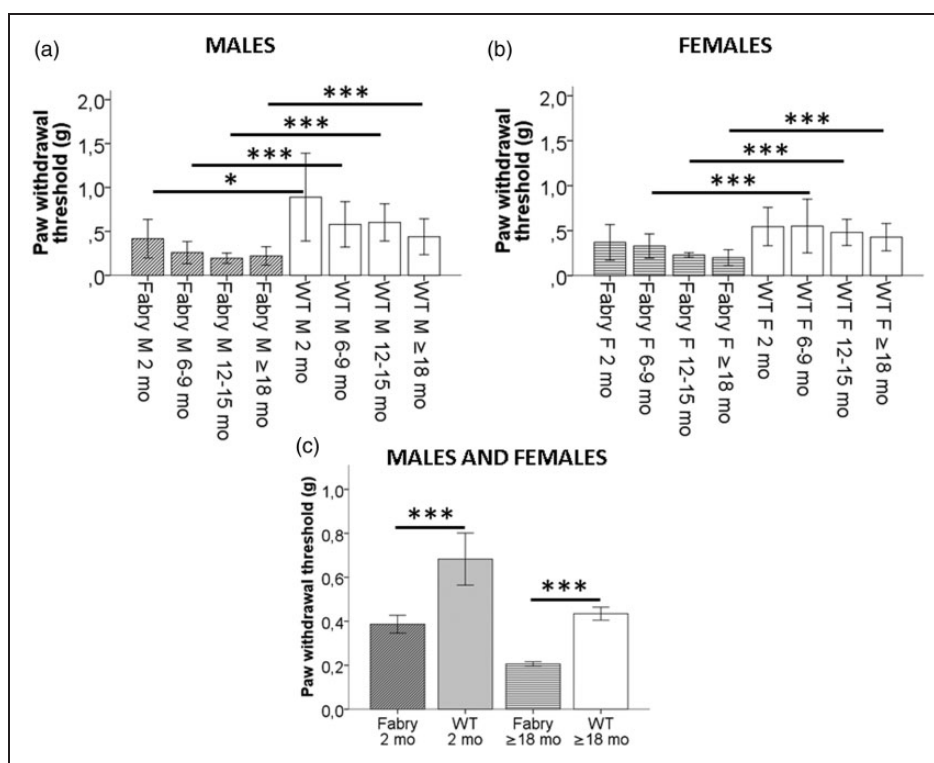 (a)
MALES
Paw withdrawal
threshold (g)
2,0
1,5
1,0
,5
,0
***
***
***
*
Fabry M 2 mo
Fabry M 6-9 mo
Fabry M 12-15 mo
Fabry M ≥ 18 mo
WT M 2 mo
WT M 6-9 mo
WT M 12-15 mo
WT M ≥ 18 mo
(b)
FEMALES
Paw withdrawal
threshold (g)
2,0
1,5
1,0
,5
,0
***
***
***
Fabry F 2 mo
Fabry F 6-9 mo
Fabry F 12-15 mo
Fabry F ≥ 18 mo
WT F 2 mo
WT F 6-9 mo
WT F 12-15 mo
WT F ≥ 18 mo
(c)
MALES AND FEMALES
Paw withdrawal threshold (g)
1,0
0,8
0,6
0,4
0,2
0,0
***
***
Fabry
2 mo
WT
2 mo
Fabry
≥18 mo
WT
≥18 mo